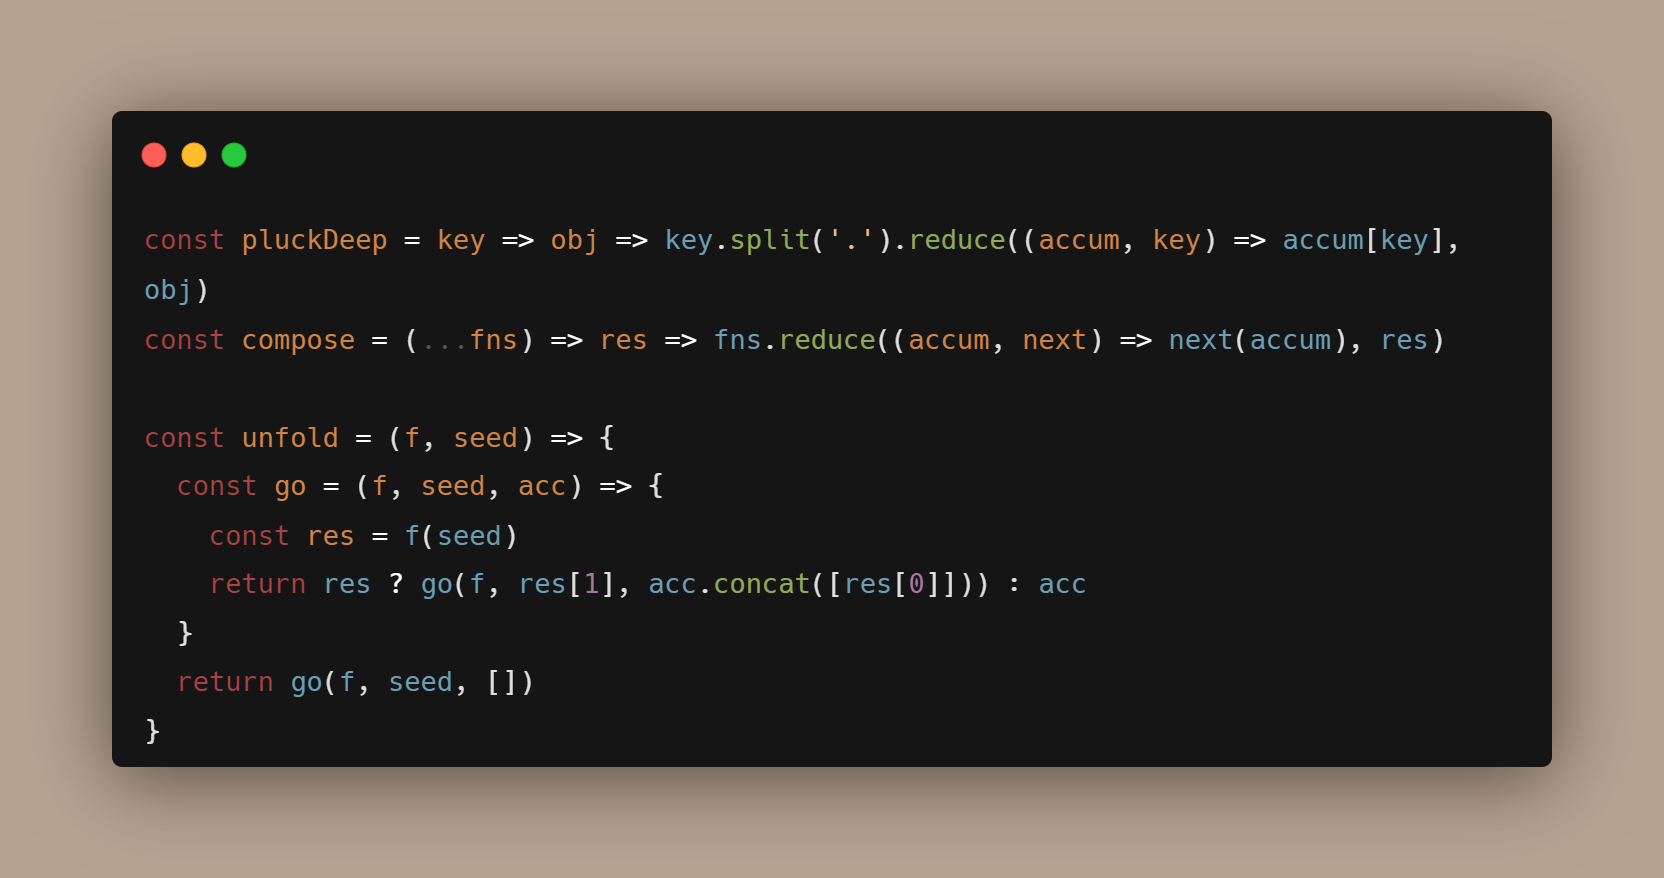 const pluckDeep = key => obj => key.split('.').reduce((accum, key) => accum[key],
obj)
const compose = (...fns) => res => fns.reduce((accum, next) => next(accum), res)

const unfold = (f, seed) => {
  const go = (f, seed, acc) => {
    const res = f(seed)
    return res ? go(f, res[1], acc.concat([res[0]])) : acc
  }
  return go(f, seed, [])
}